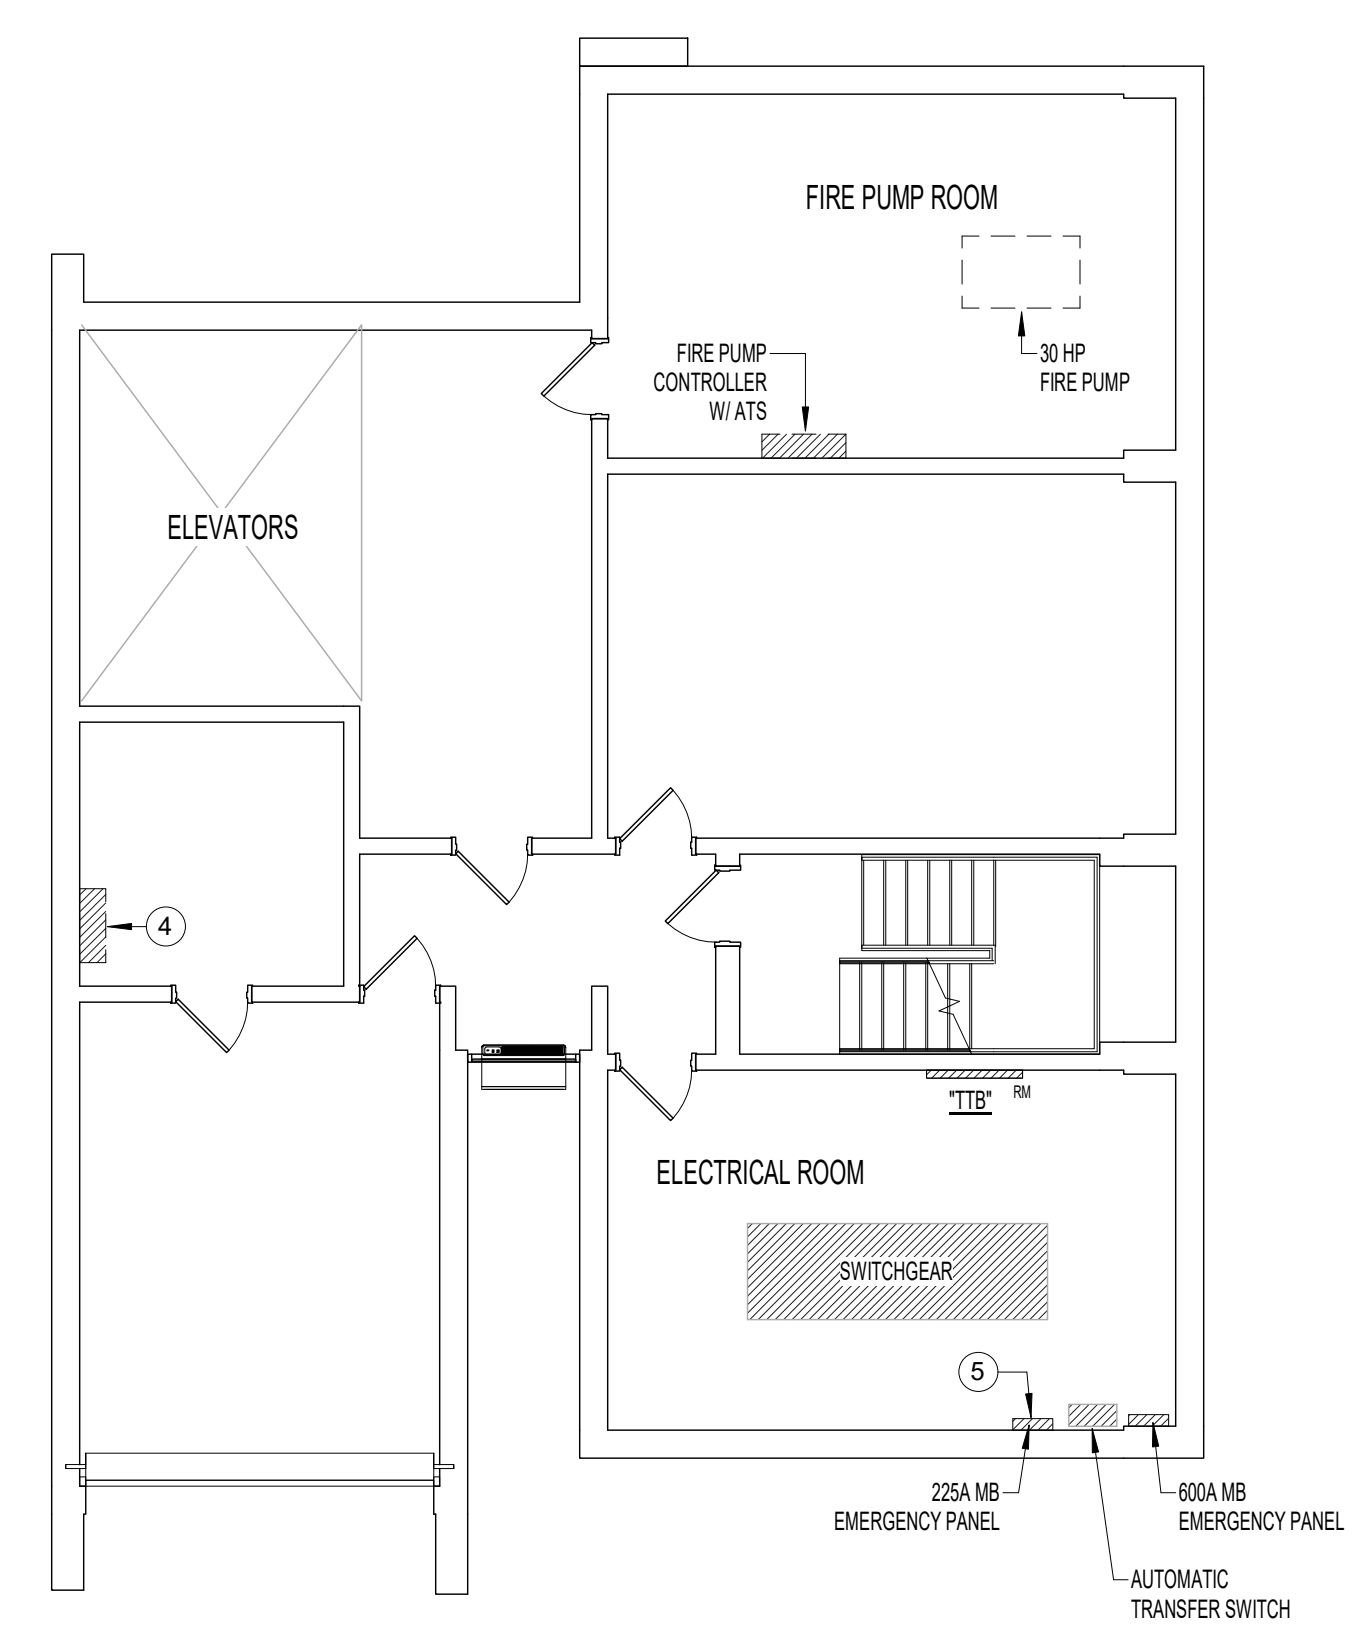 FIRE PUMP ROOM
FIRE PUMP
CONTROLLER
W/ ATS
30 HP
FIRE PUMP
ELEVATORS
4
"TTB"
RM
ELECTRICAL ROOM
SWITCHGEAR
5
225A MB
EMERGENCY PANEL
600A MB
EMERGENCY PANEL
AUTOMATIC
TRANSFER SWITCH